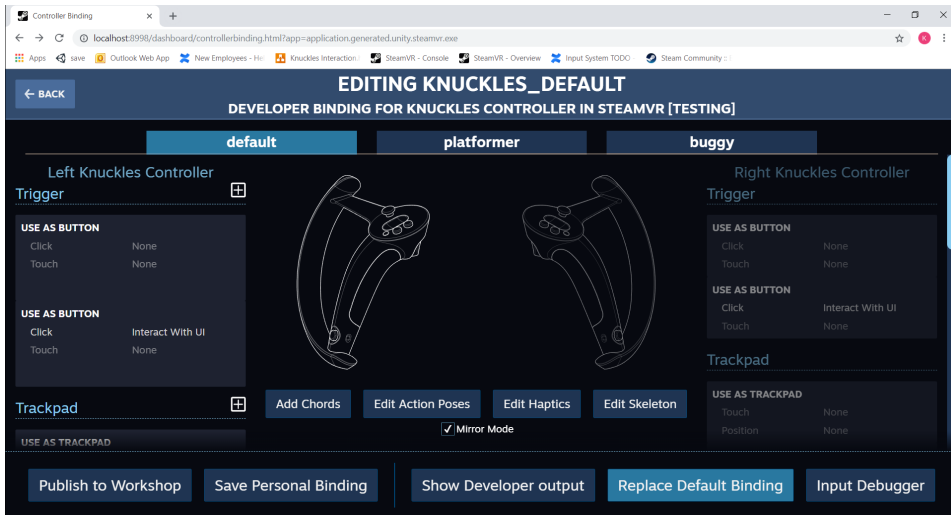 Controller Binding
localhost:8998/dashboard/controllerbinding.html?app=application.generated.unity.steamvr.exe
K
Apps save Outlook Web App New Employees - He Knuckles Interaction SteamVR - Console SteamVR - Overview Input System TODO Steam Community ::
← BACK
EDITING KNUCKLES_DEFAULT
DEVELOPER BINDING FOR KNUCKLES CONTROLLER IN STEAMVR [TESTING]
default platformer buggy
Left Knuckles Controller
Trigger
USE AS BUTTON
Click None
Touch None
USE AS BUTTON
Click Interact With UI
Touch None
Trackpad
USE AS TRACKPAD
Add Chords Edit Action Poses Edit Haptics Edit Skeleton
Mirror Mode
Right Knuckles Controller
Trigger
USE AS BUTTON
Click None
Touch None
USE AS BUTTON
Click Interact With UI
Touch None
Trackpad
USE AS TRACKPAD
Touch None
Position None
Publish to Workshop Save Personal Binding Show Developer output Replace Default Binding Input Debugger